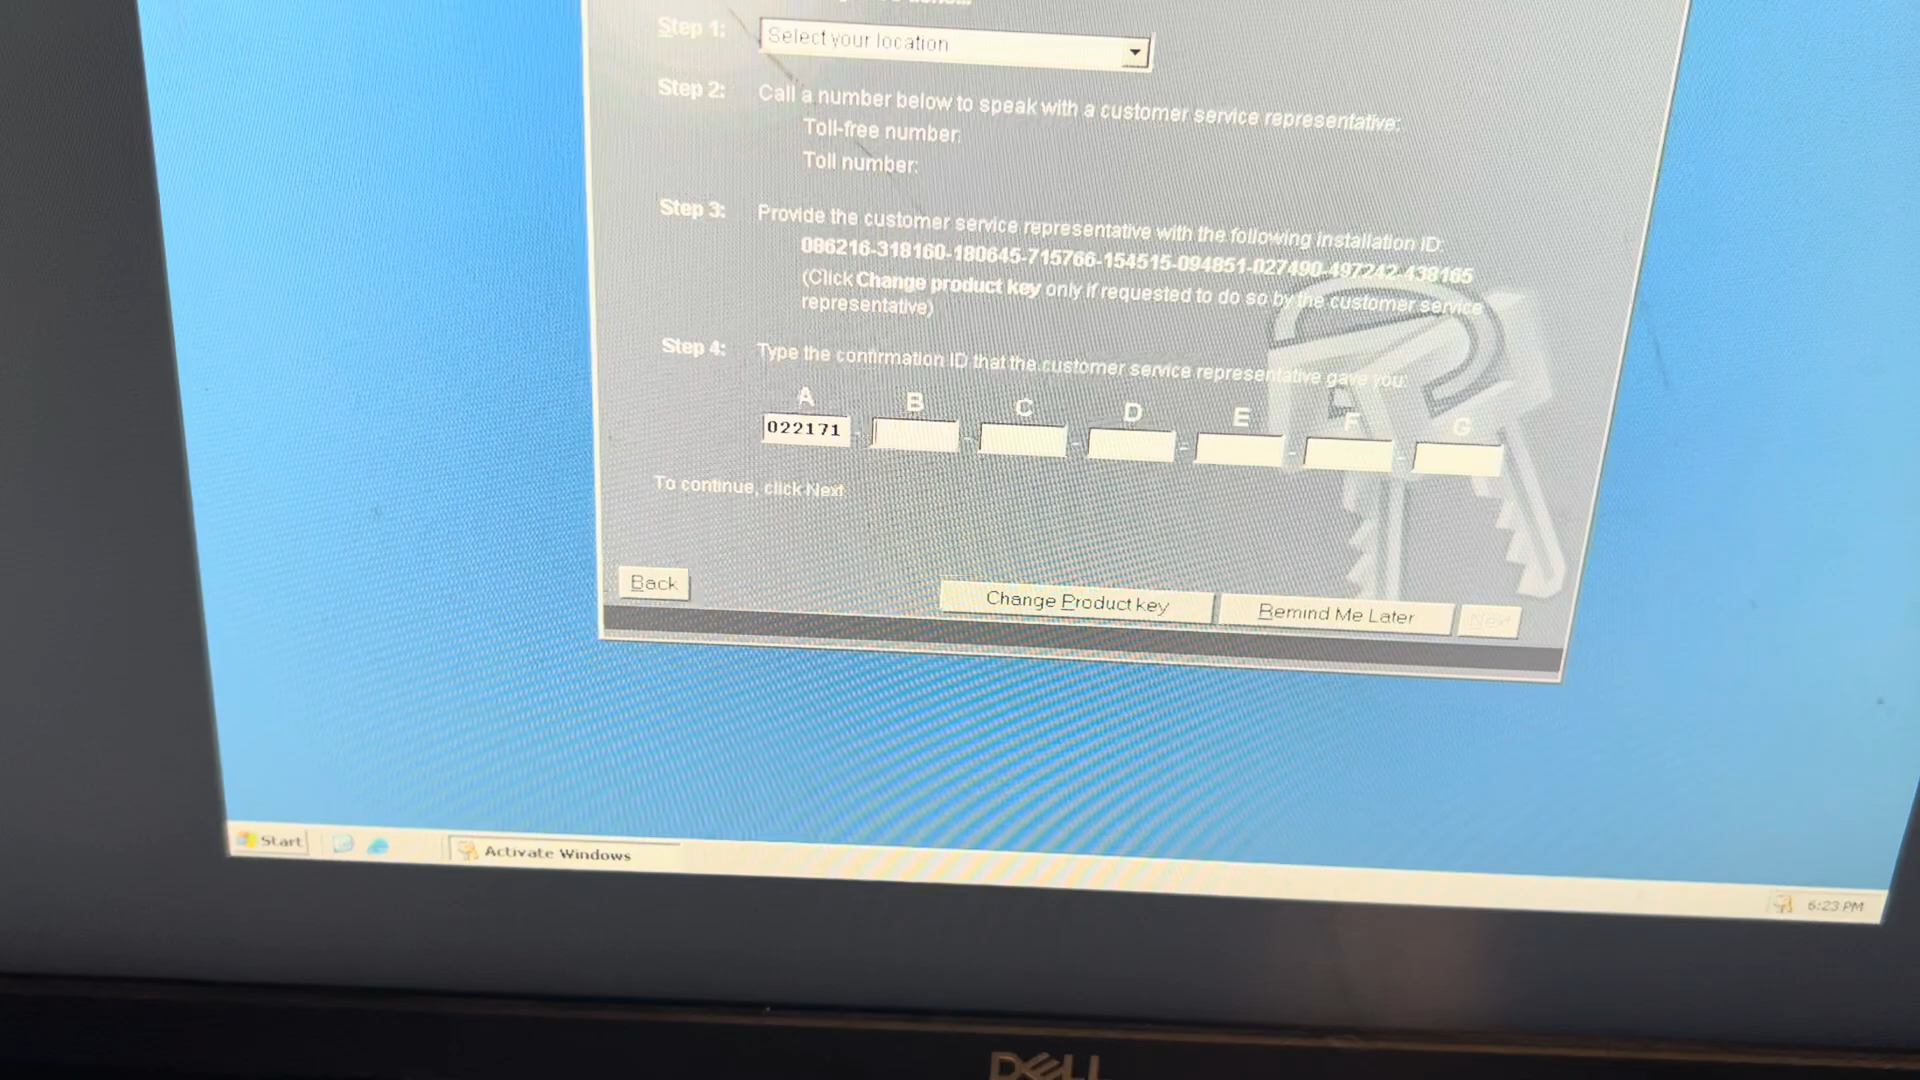 Step 1: Select your location
Step 2: Call a number below to speak with a customer service representative:
Toll-free number:
Toll number:
Step 3: Provide the customer service representative with the following installation ID:
086216-318160-180645-715766-154515-094851-027490-497242-438165
(Click Change product key only if requested to do so by the customer service
representative)
Step 4: Type the confirmation ID that the customer service representative gave you:
A B C D E F G
022171 - - - - - -
To continue, click Next
Back Change Product key Remind Me Later Next
Start Activate Windows 6:23 PM
DELL